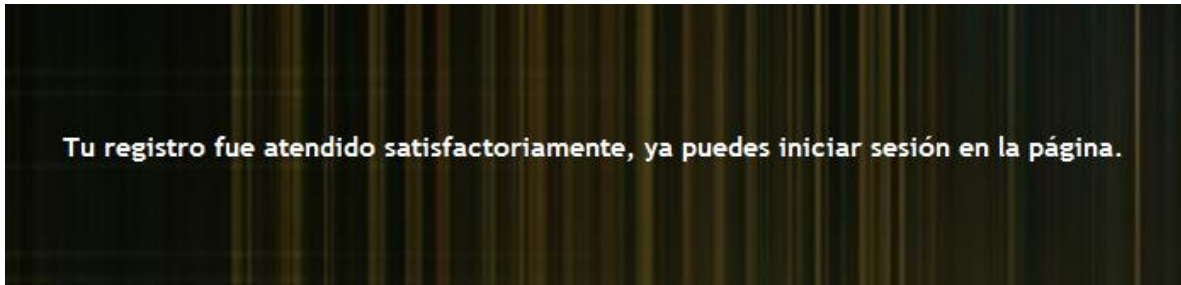 Tu registro fue atendido satisfactoriamente, ya puedes iniciar sesión en la página.